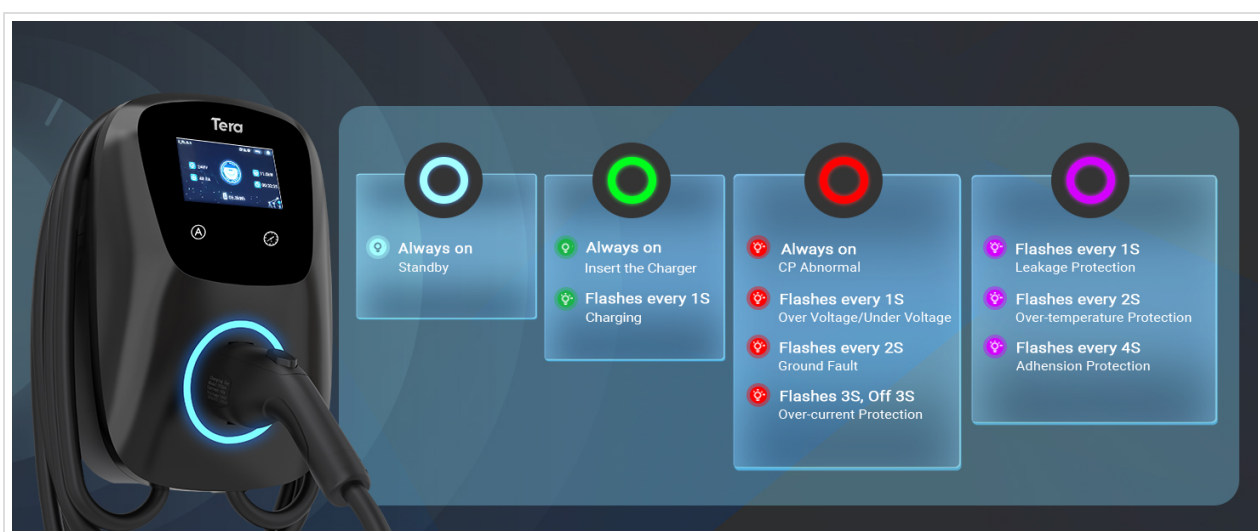 Tera
Always on
Standby
Always on
Insert the Charger
Flashes every 1S
Charging
Always on
CP Abnormal
Flashes every 1S
Over Voltage/Under Voltage
Flashes every 2S
Ground Fault
Flashes 3S, Off 3S
Over-current Protection
Flashes every 1S
Leakage Protection
Flashes every 2S
Over-temperature Protection
Flashes every 4S
Adhension Protection